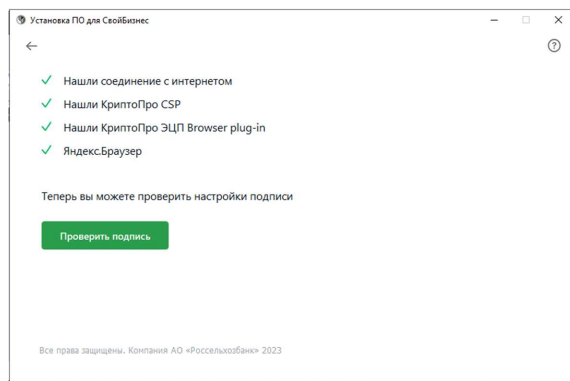 Установка ПО для СвойБизнес
Нашли соединение с интернетом
Нашли КриптоПро CSP
Нашли КриптоПро ЭЦП Browser plug-in
Яндекс.Браузер
Теперь вы можете проверить настройки подписи
Проверить подпись
Все права защищены. Компания АО «Россельхозбанк» 2023